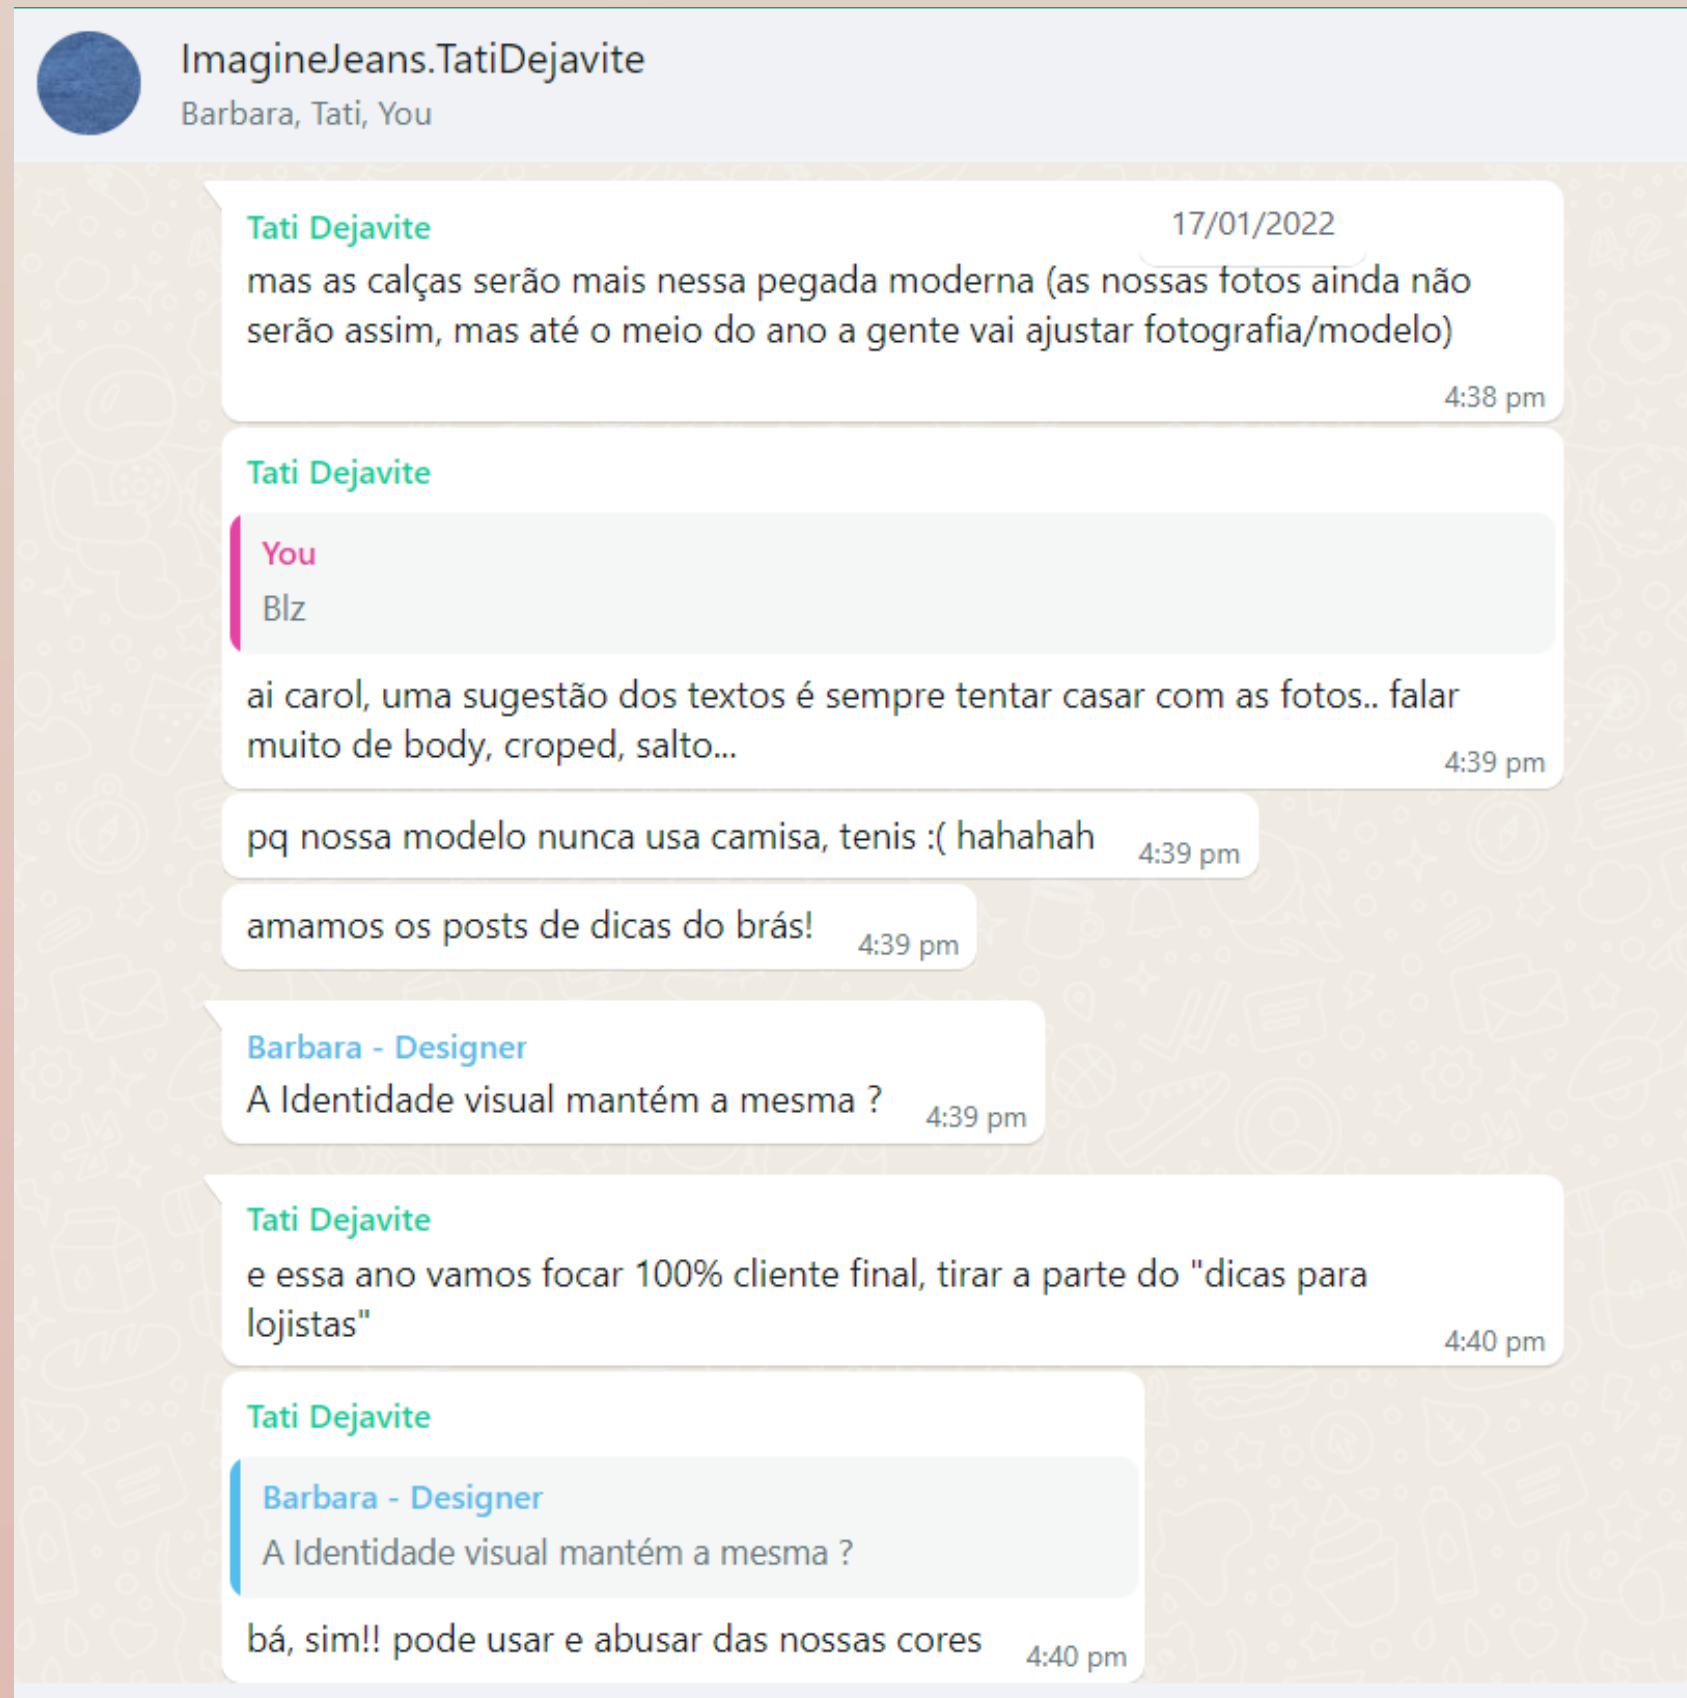 ImagineJeans.TatiDejavite
Barbara, Tati, You
Tati Dejavite
17/01/2022
mas as calças serão mais nessa pegada moderna (as nossas fotos ainda não
serão assim, mas até o meio do ano a gente vai ajustar fotografia/modelo)
4:38 pm
Tati Dejavite
You
Blz
ai carol, uma sugestão dos textos é sempre tentar casar com as fotos.. falar
muito de body, croped, salto...
4:39 pm
pq nossa modelo nunca usa camisa, tenis :( hahahah 4:39 pm
amamos os posts de dicas do brás! 4:39 pm
Barbara - Designer
A Identidade visual mantém a mesma ? 4:39 pm
Tati Dejavite
e essa ano vamos focar 100% cliente final, tirar a parte do "dicas para
lojistas"
4:40 pm
Tati Dejavite
Barbara - Designer
A Identidade visual mantém a mesma ?
bá, sim!! pode usar e abusar das nossas cores 4:40 pm